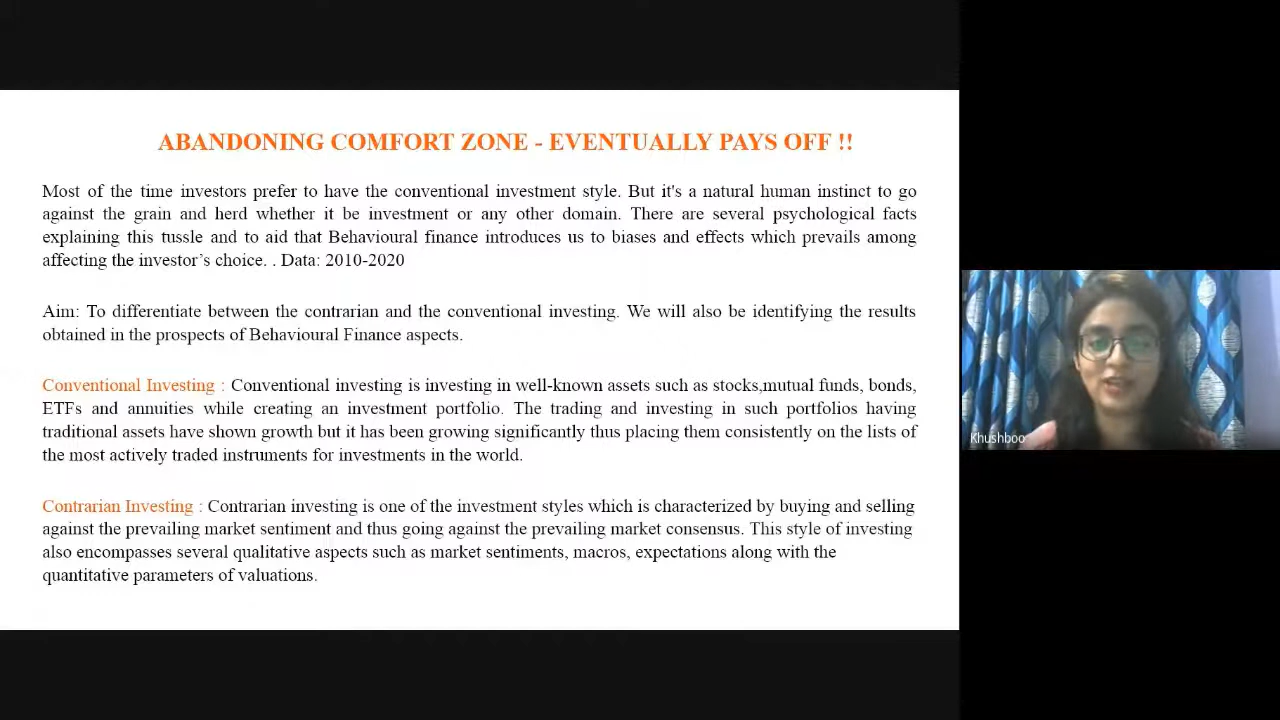 ABANDONING COMFORT ZONE - EVENTUALLY PAYS OFF !!
Most of the time investors prefer to have the conventional investment style. But it's a natural human instinct to go
against the grain and herd whether it be investment or any other domain. There are several psychological facts
explaining this tussle and to aid that Behavioural finance introduces us to biases and effects which prevails among
affecting the investor’s choice. . Data: 2010-2020
Aim: To differentiate between the contrarian and the conventional investing. We will also be identifying the results
obtained in the prospects of Behavioural Finance aspects.
Conventional Investing : Conventional investing is investing in well-known assets such as stocks,mutual funds, bonds,
ETFs and annuities while creating an investment portfolio. The trading and investing in such portfolios having
traditional assets have shown growth but it has been growing significantly thus placing them consistently on the lists of
the most actively traded instruments for investments in the world.
Contrarian Investing : Contrarian investing is one of the investment styles which is characterized by buying and selling
against the prevailing market sentiment and thus going against the prevailing market consensus. This style of investing
also encompasses several qualitative aspects such as market sentiments, macros, expectations along with the
quantitative parameters of valuations.
Khushboo